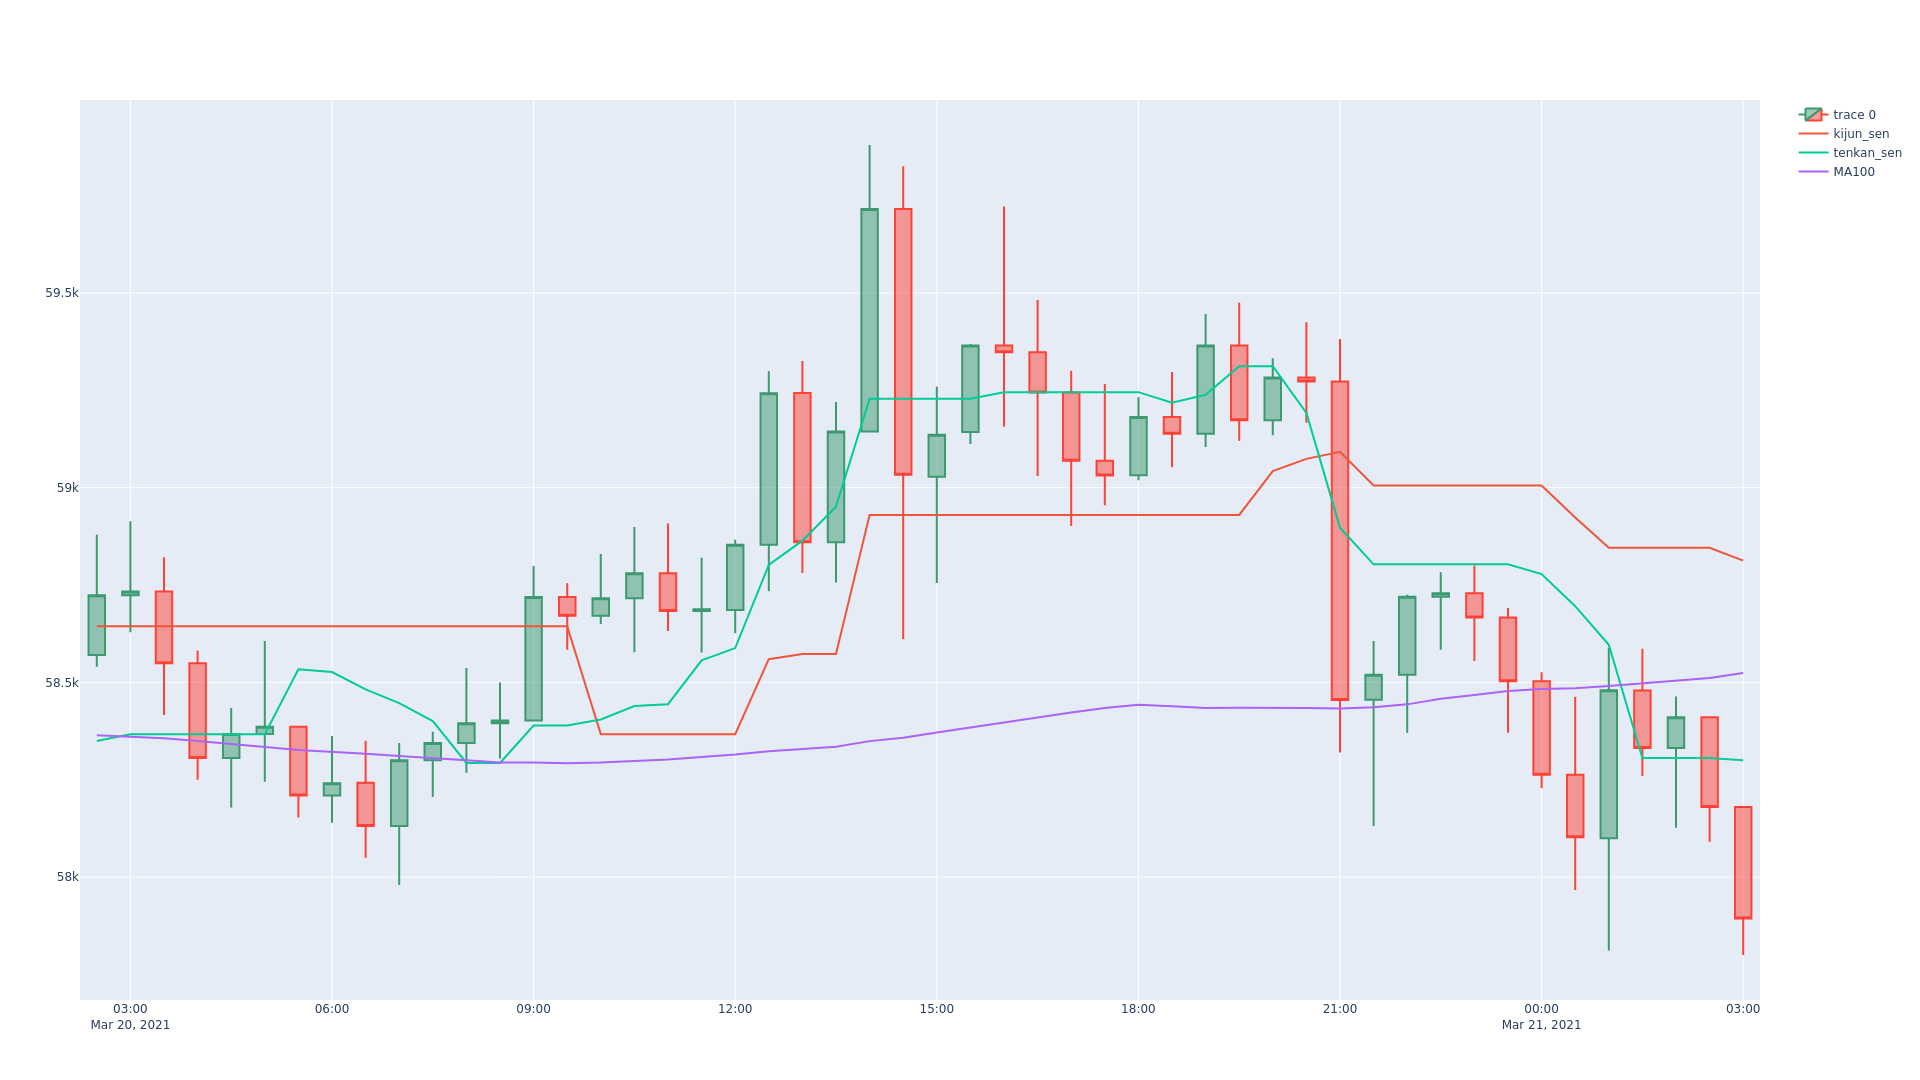 trace 0
kijun_sen
tenkan_sen
MA100
59.5k
59k
58.5k
58k
03:00 06:00 09:00 12:00 15:00 18:00 21:00 00:00 03:00
Mar 20, 2021 Mar 21, 2021